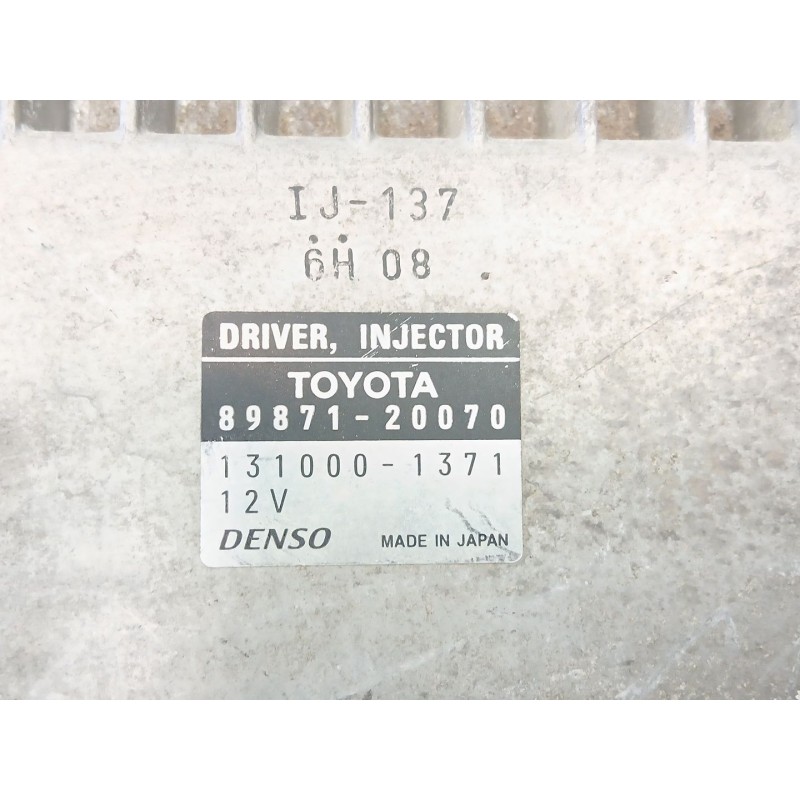 IJ-137
6H 08 .
DRIVER, INJECTOR
TOYOTA
89871-20070
131000-1371
12V
DENSO MADE IN JAPAN